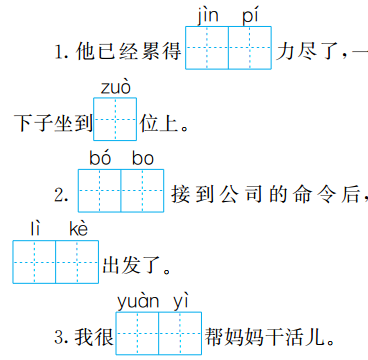 jìn pí
1. 他已经累得 力尽了，一
zuò
下子坐到 位上。
bó bo
2. 接到公司的命令后，
lì kè
出发了。
yuàn yì
3. 我很 帮妈妈干活儿。